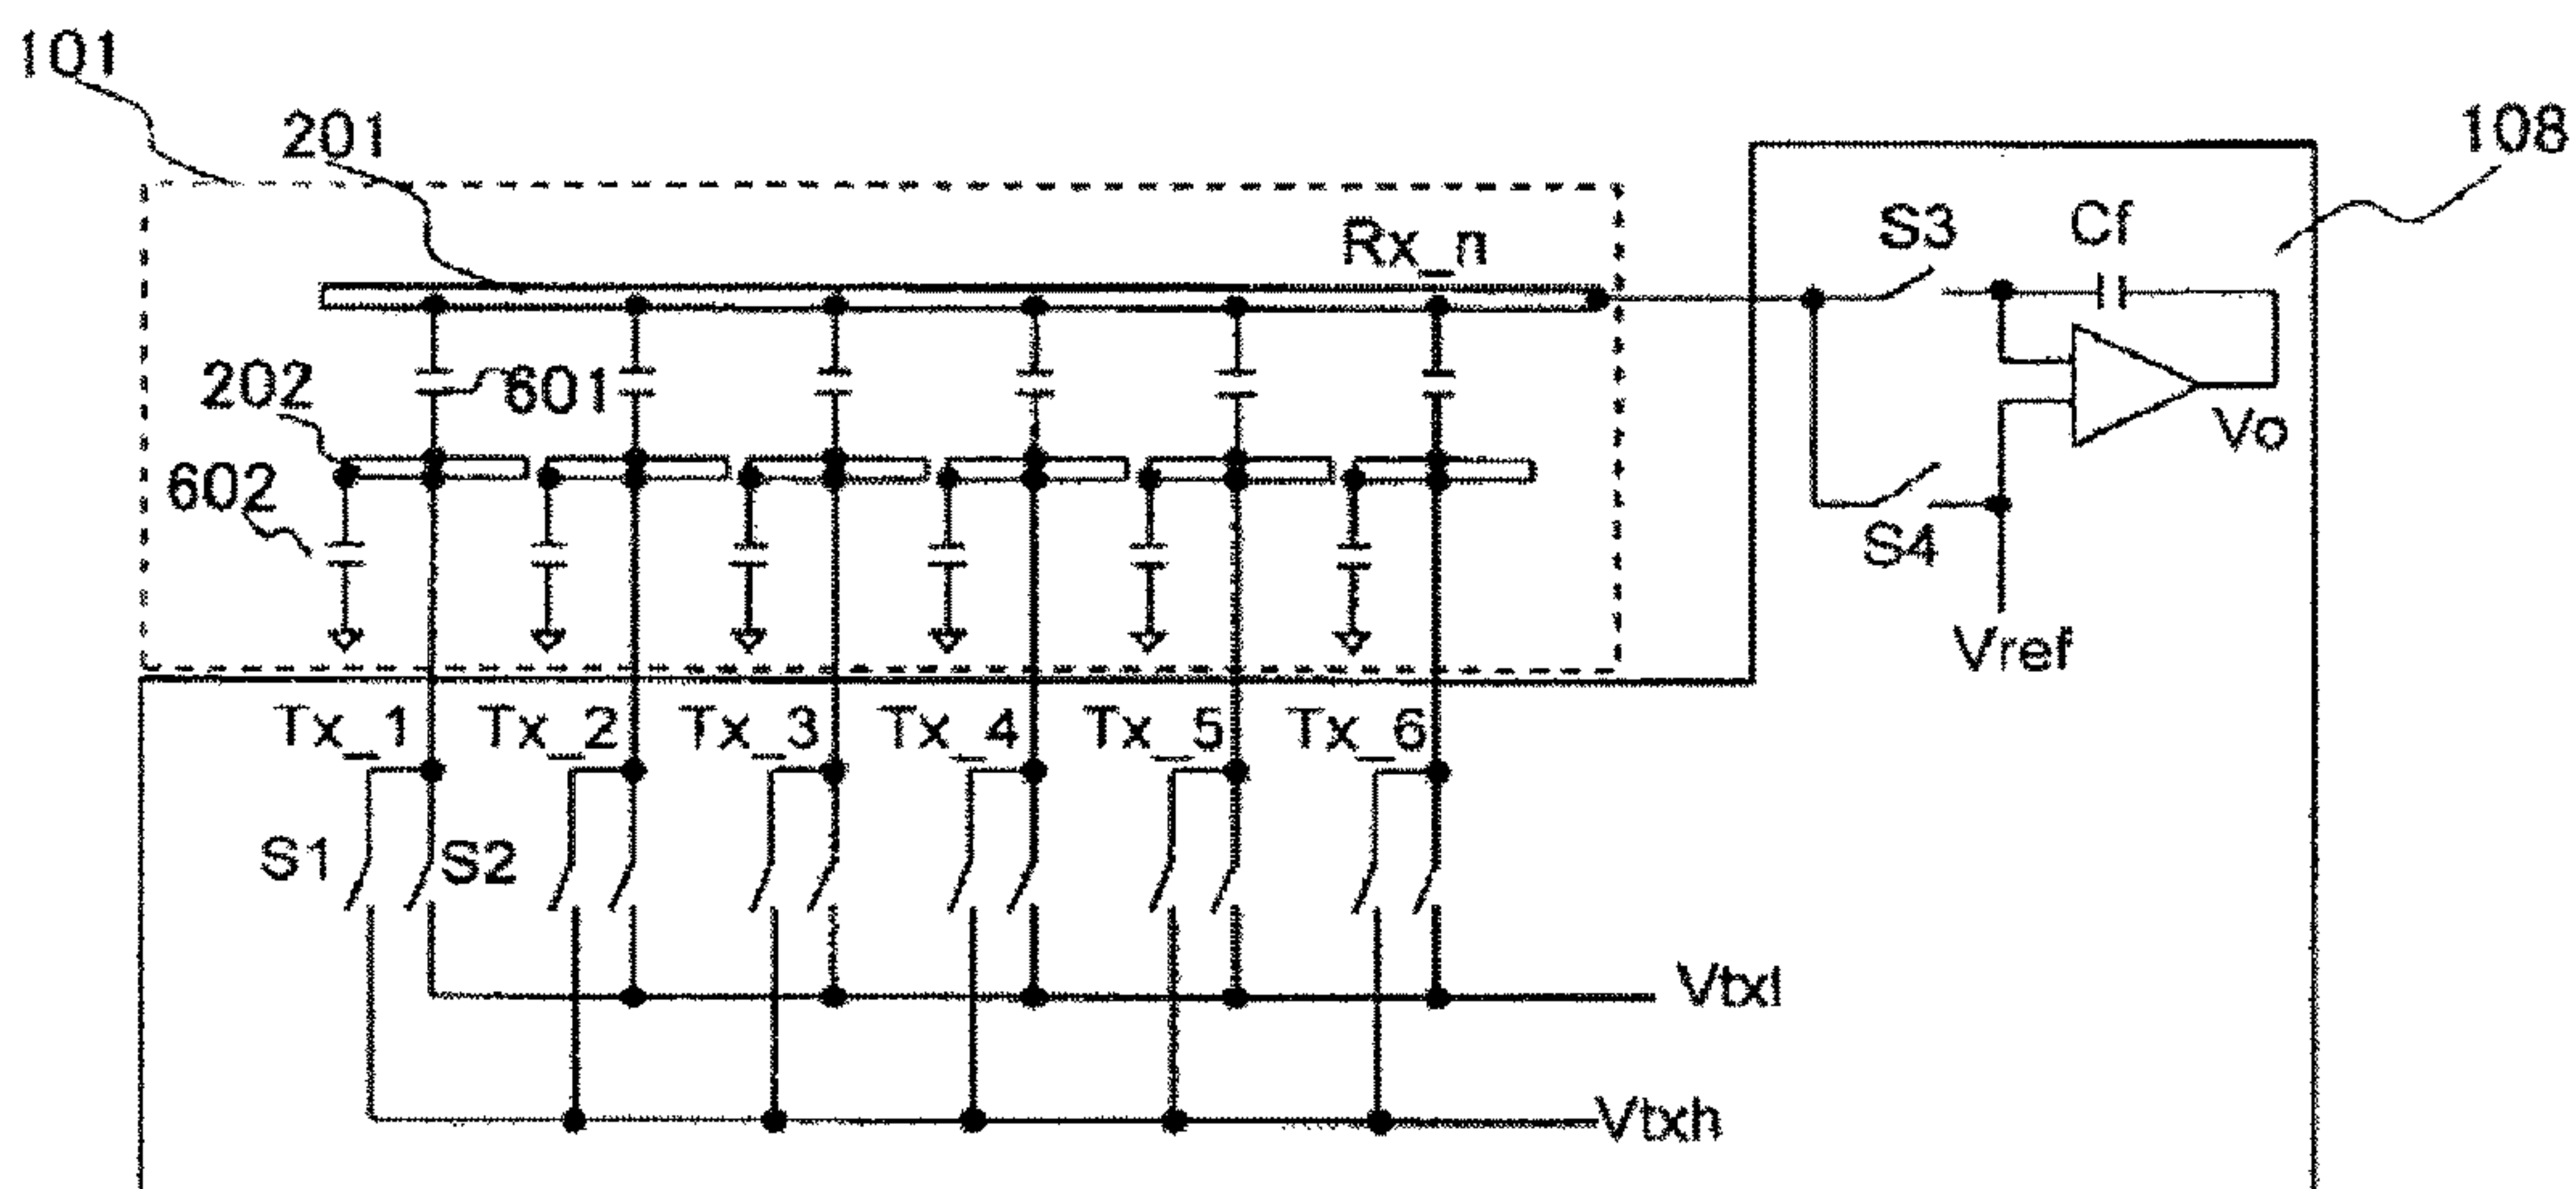 101
201
108
Rx_n
S3
Cf
202
601
602
Vo
S4
Vref
Tx_1
Tx_2
Tx_3
Tx_4
Tx_5
Tx_6
S1
S2
Vtxl
Vtxh